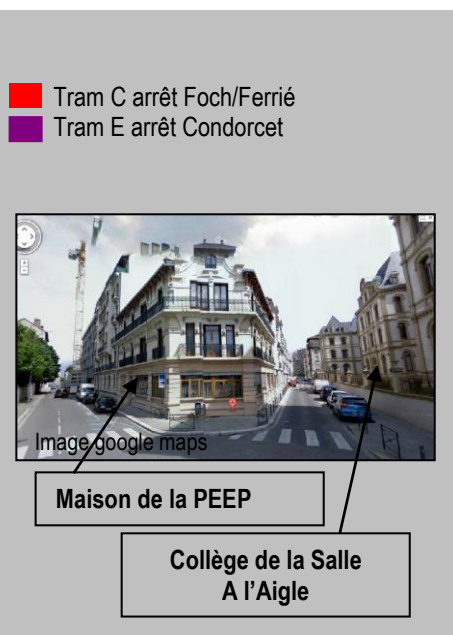 Tram C arrêt Foch/Ferrié
Tram E arrêt Condorcet
Image google maps
Maison de la PEEP
Collège de la Salle
A l'Aigle